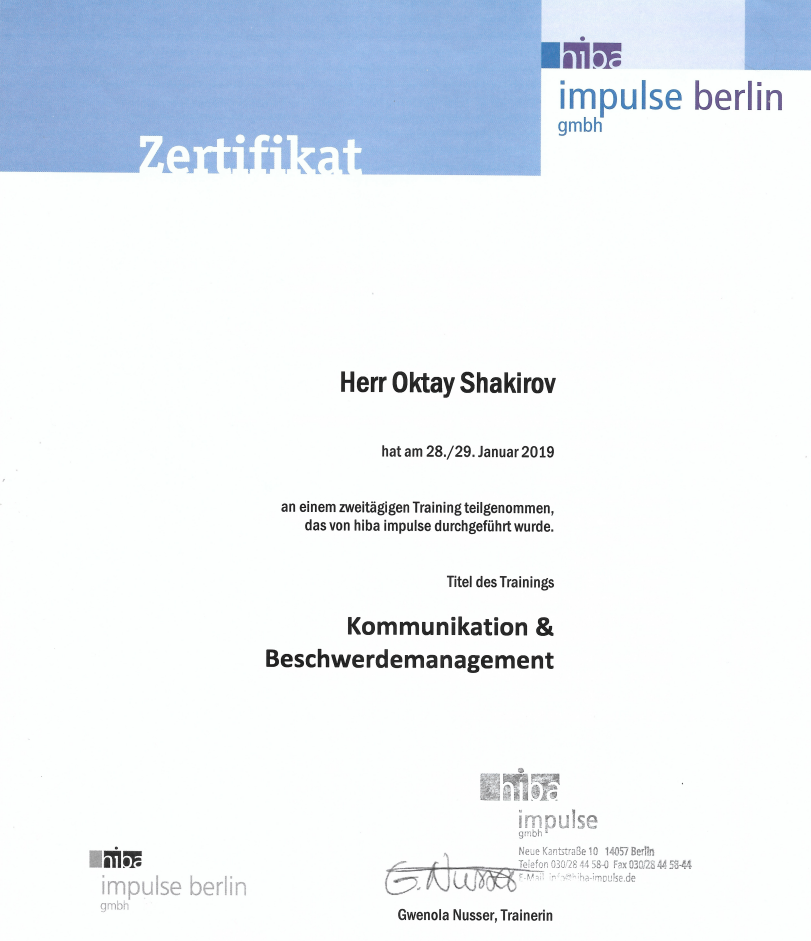 hiba
impulse berlin
gmbh
Zertifikat
Herr Oktay Shakirov
hat am 28./29. Januar 2019
an einem zweitägigen Training teilgenommen,
das von hiba impulse durchgeführt wurde.
Titel des Trainings
Kommunikation &
Beschwerdemanagement
hiba
impulse
gmbh
Neue Kantstraße 10 14057 Berlin
Telefon 030/28 44 58-0 Fax 030/28 44 58-44
E-Mail info@hiba-impulse.de
hiba
impulse berlin
gmbh
G. Nusser
Gwenola Nusser, Trainerin